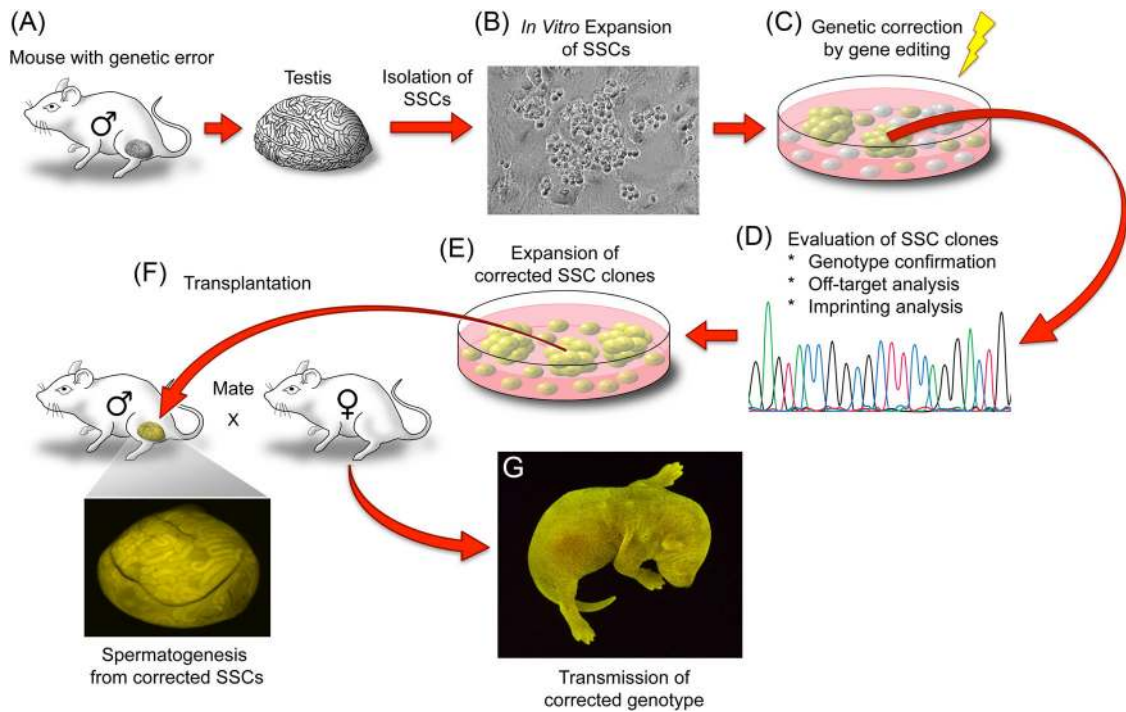 (A)
Mouse with genetic error
Testis
Isolation of
SSCs
(B)
In Vitro Expansion
of SSCs
(C)
Genetic correction
by gene editing
(D)
Evaluation of SSC clones
* Genotype confirmation
* Off-target analysis
* Imprinting analysis
(E)
Expansion of
corrected SSC clones
(F)
Transplantation
♂
Mate
X
♀
♂
Spermatogenesis
from corrected SSCs
G
Transmission of
corrected genotype